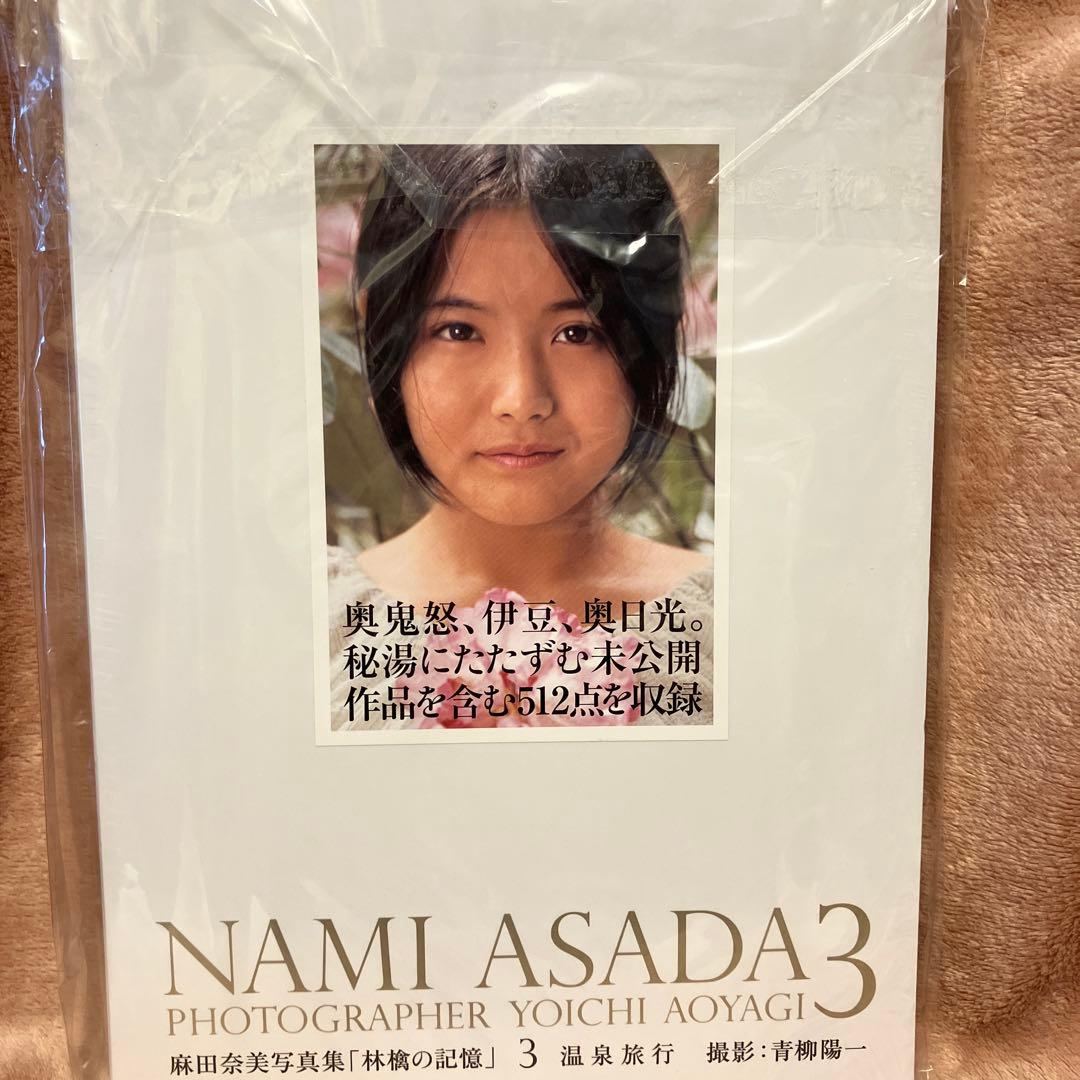 奥鬼怒、伊豆、奥日光。
秘湯にたたずむ未公開
作品を含む512点を収録
NAMI ASADA 3
PHOTOGRAPHER YOICHI AOYAGI
麻田奈美写真集「林檎の記憶」 3 温泉旅行 撮影:青柳陽一